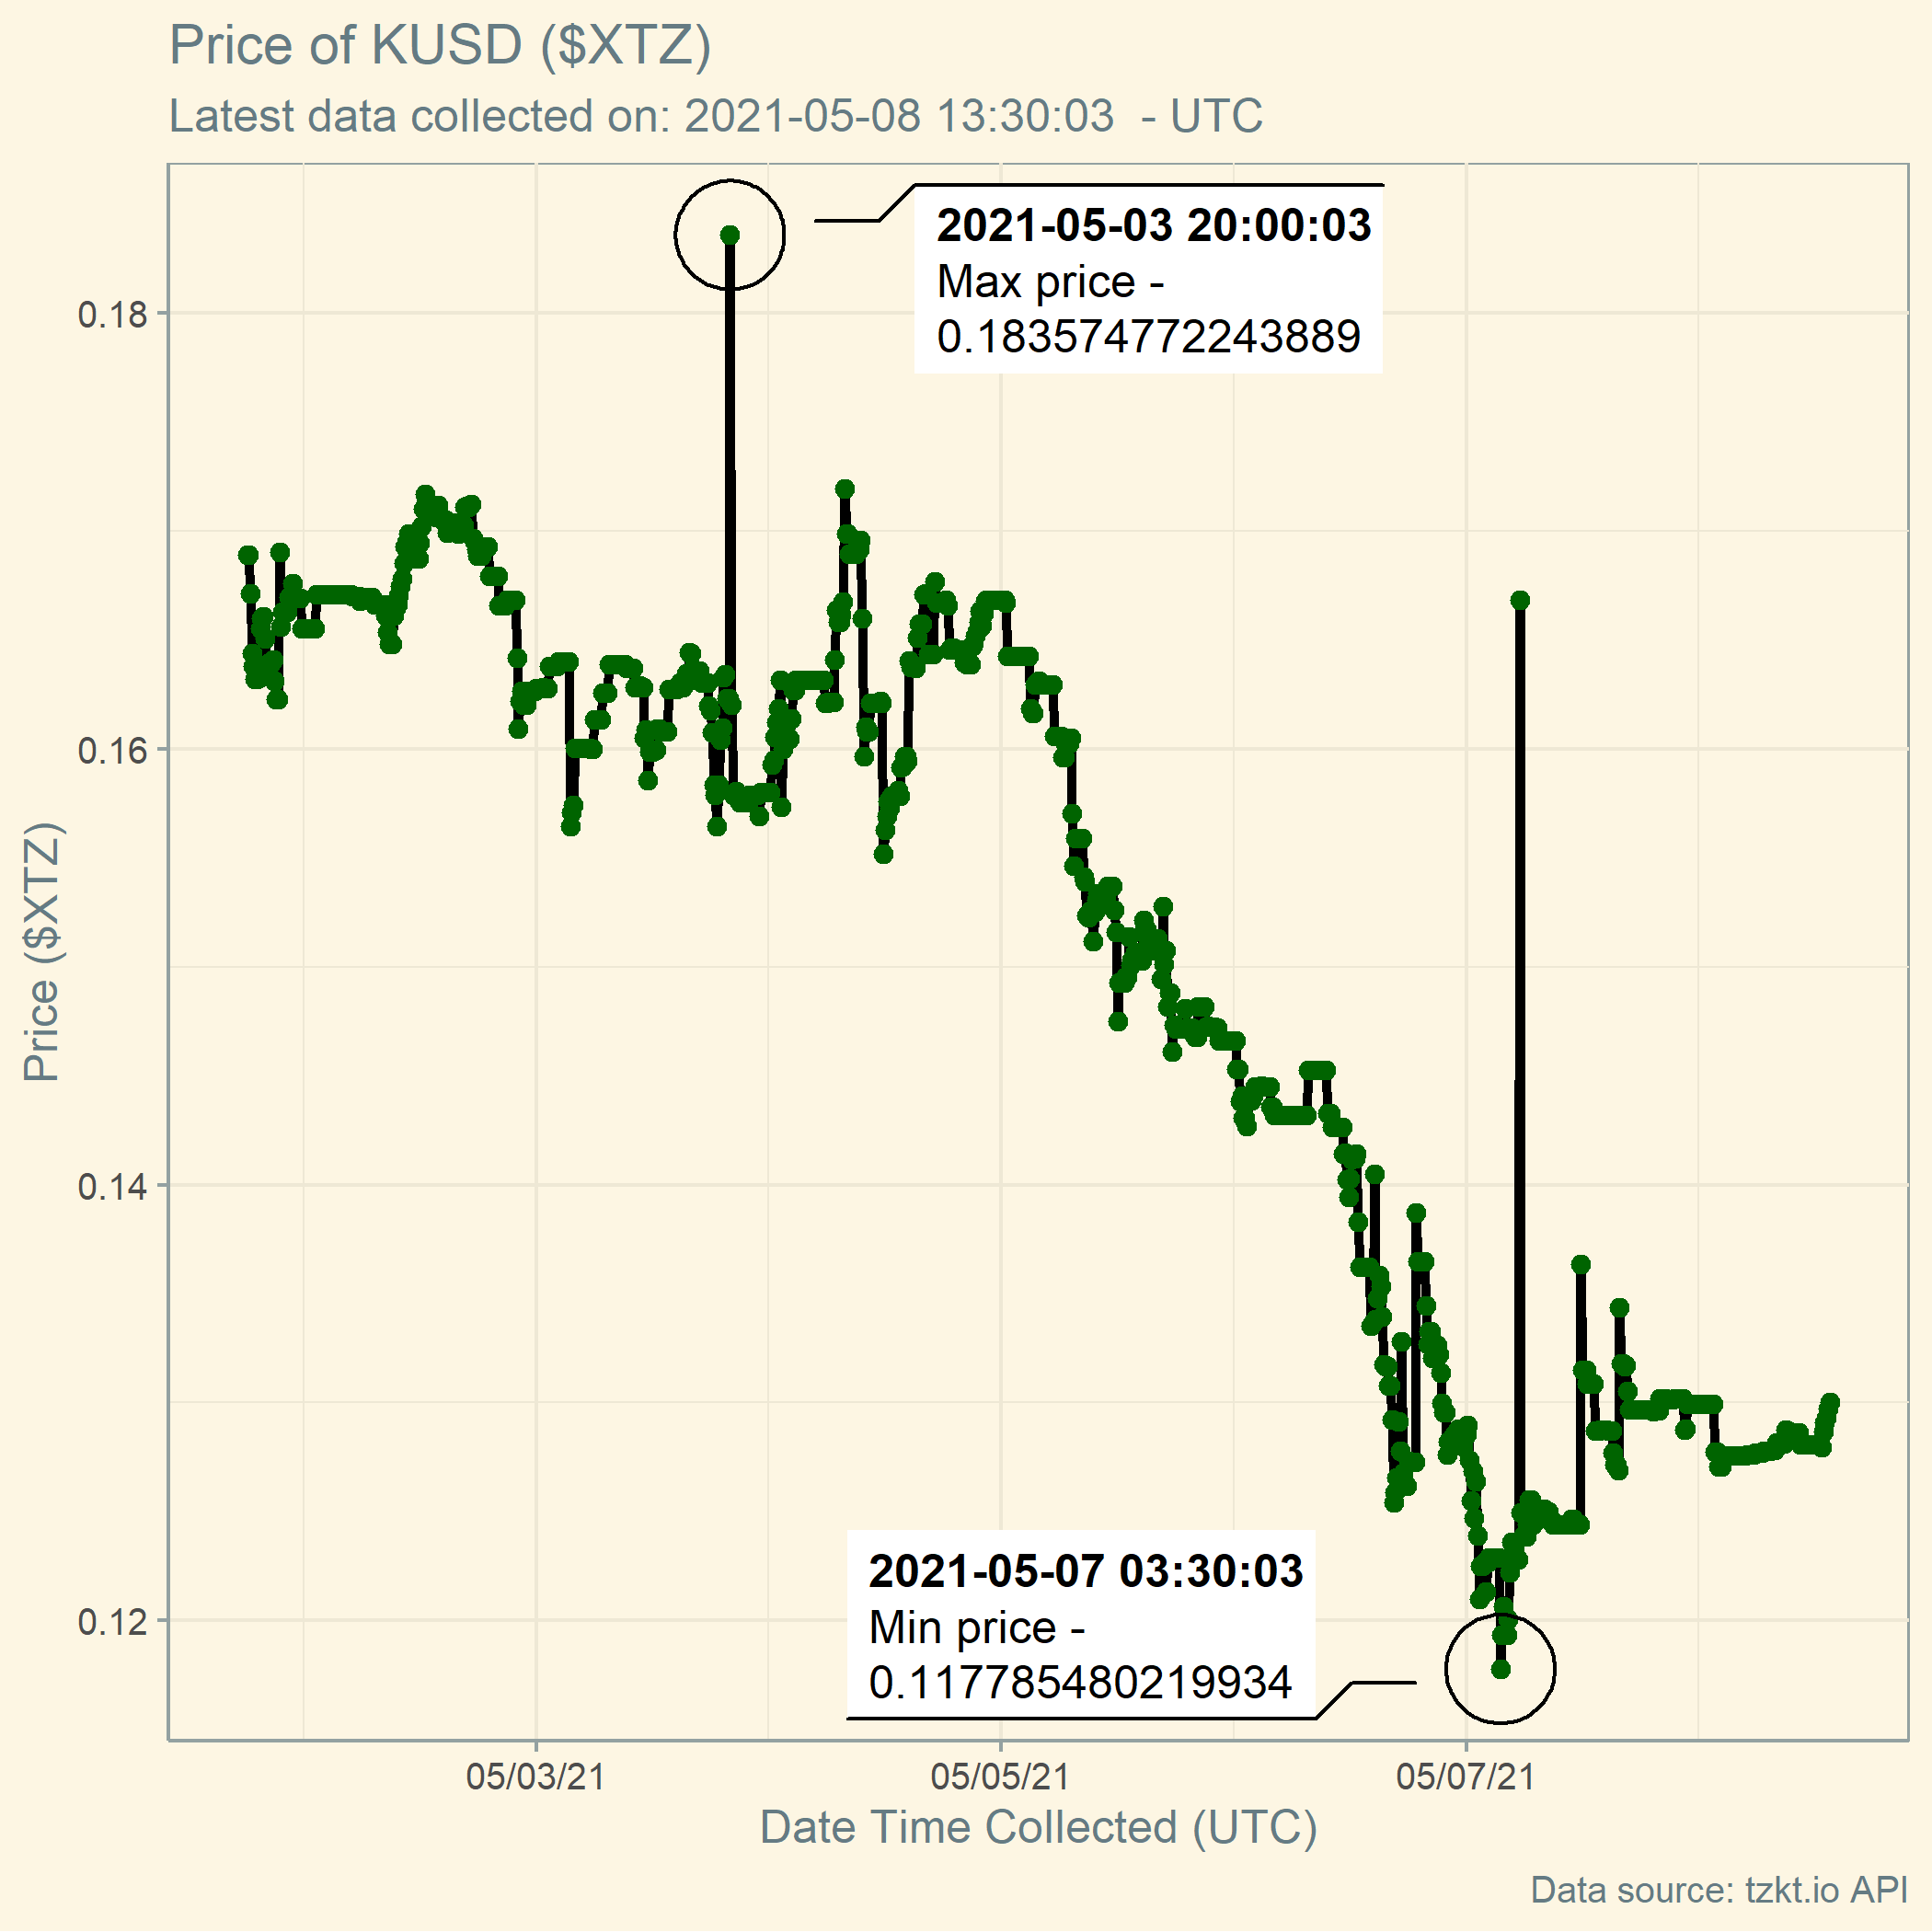 Price of KUSD ($XTZ)
Latest data collected on: 2021-05-08 13:30:03  - UTC
2021-05-03 20:00:03
Max price -
0.183574772243889
0.18
0.16
0.14
0.12
Price ($XTZ)
2021-05-07 03:30:03
Min price -
0.117785480219934
05/03/21
05/05/21
05/07/21
Date Time Collected (UTC)
Data source: tzkt.io API